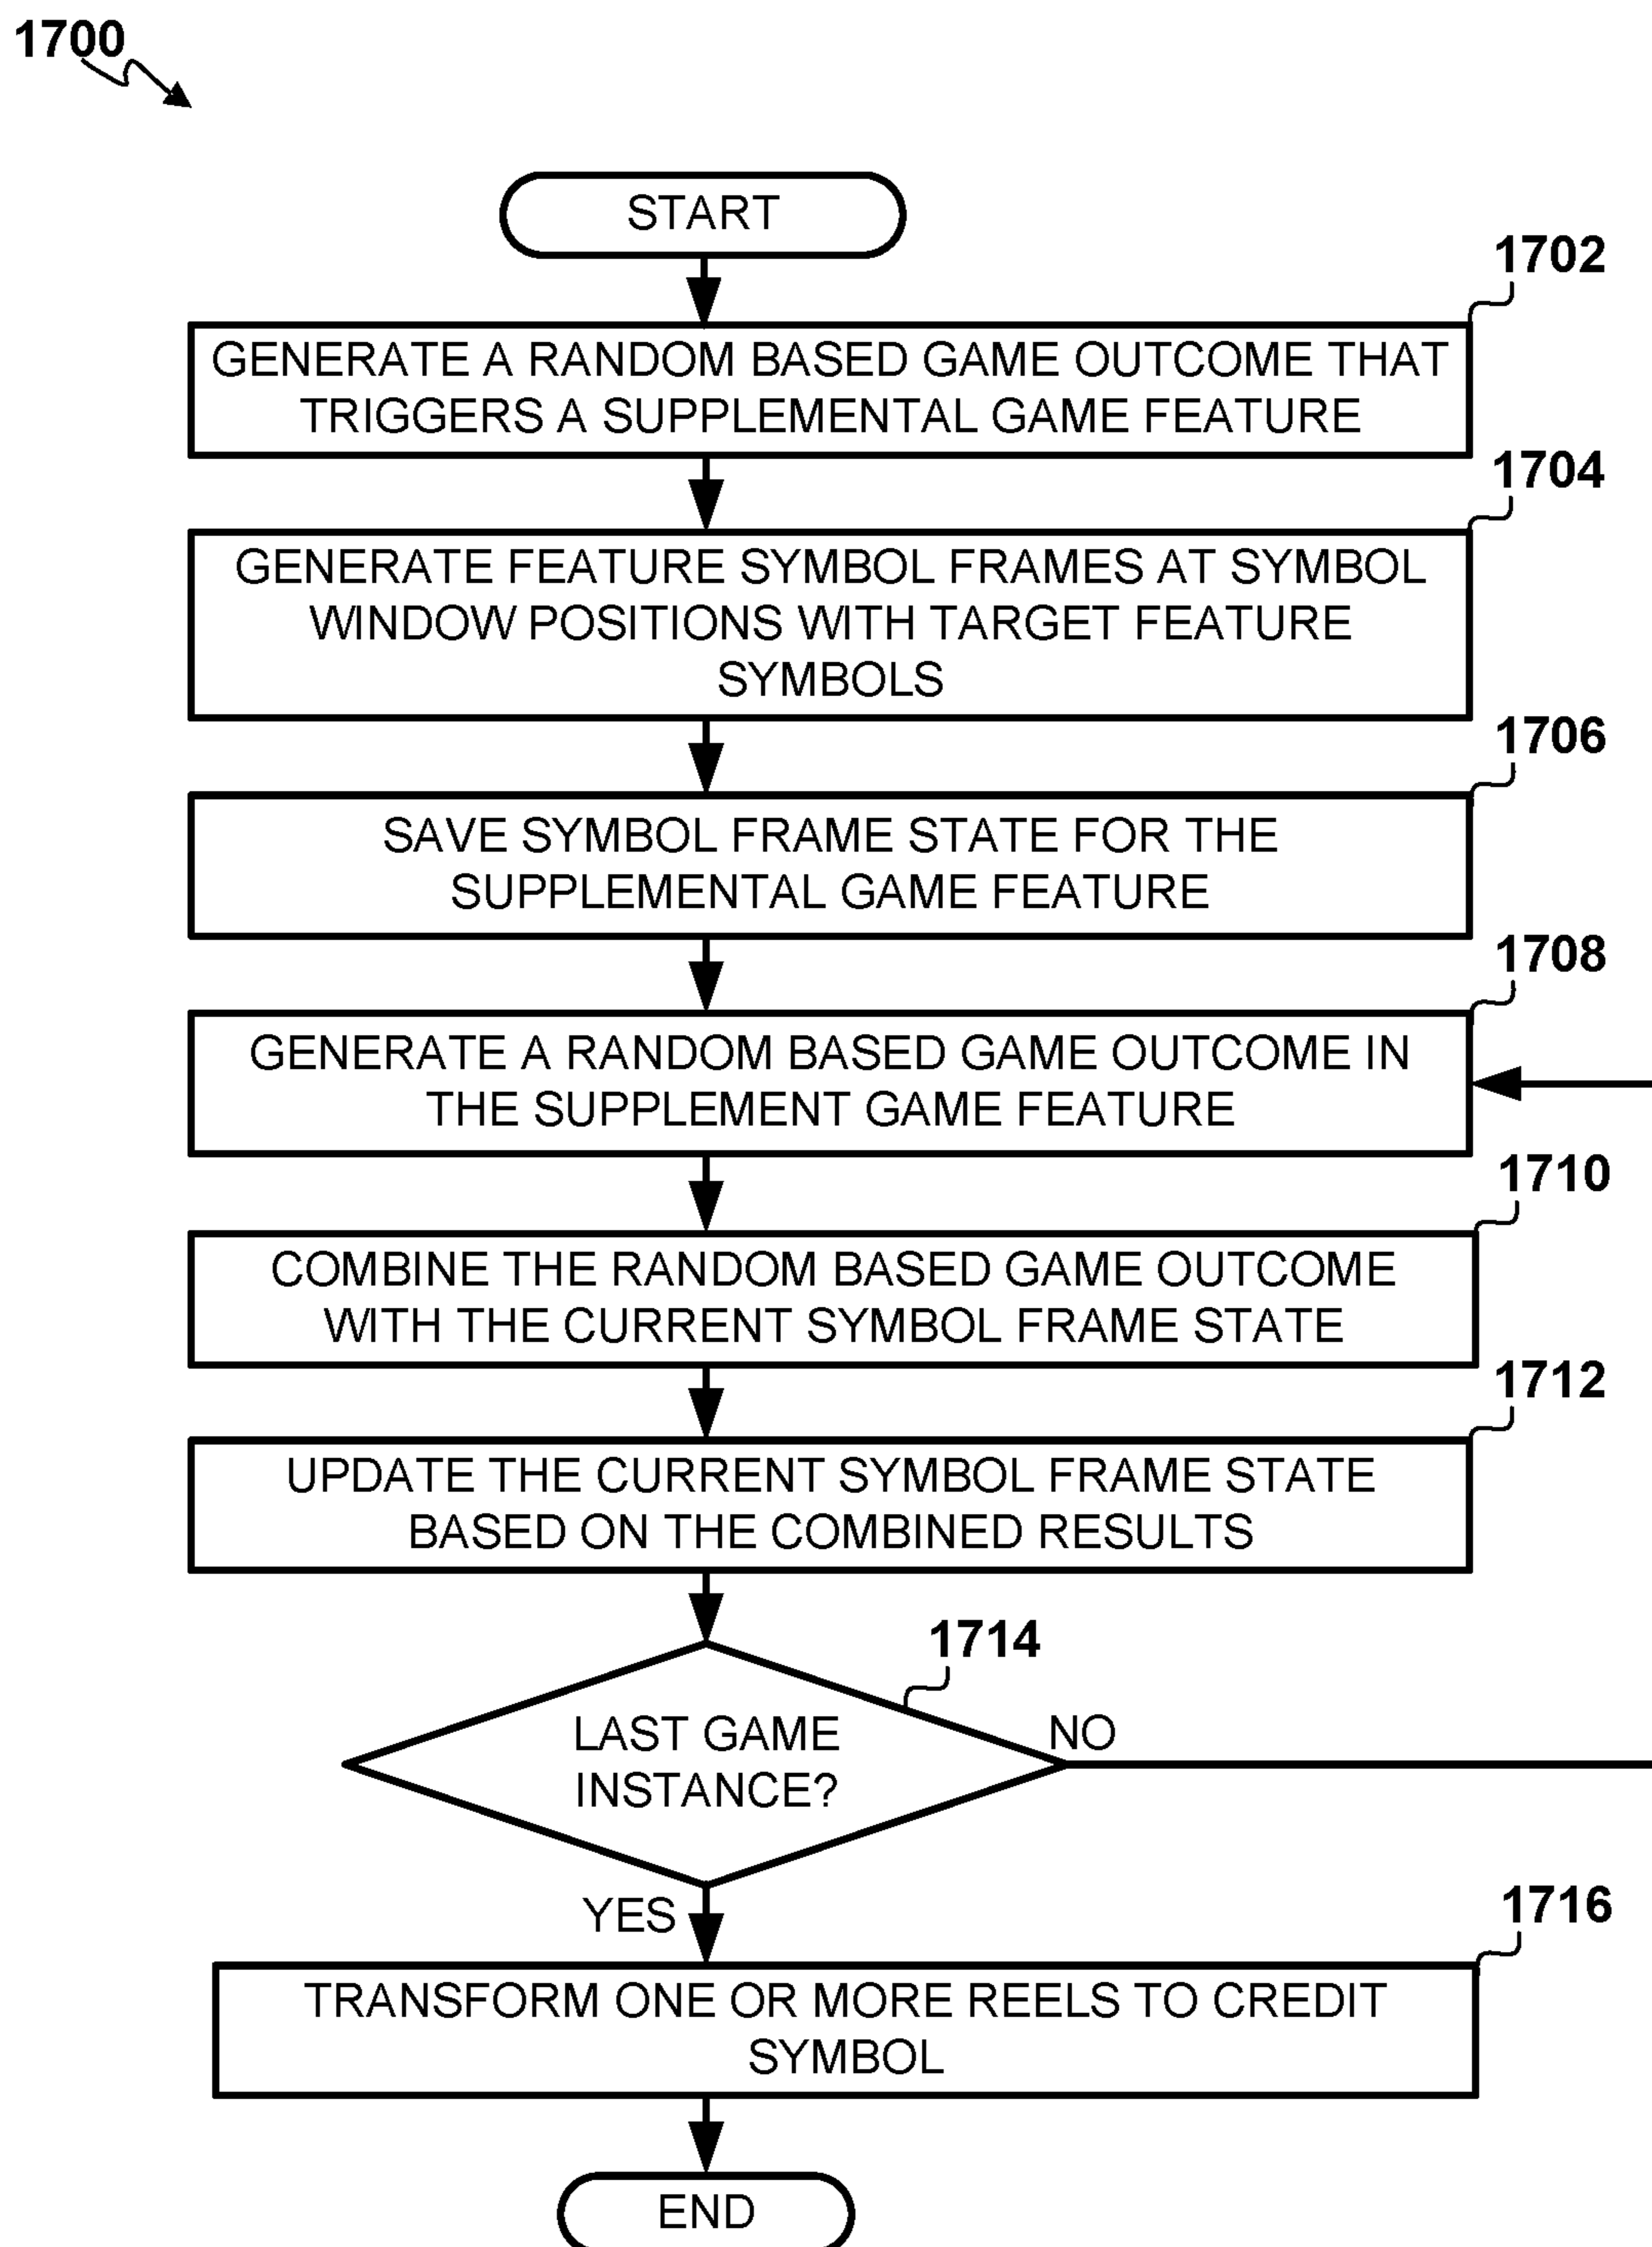 1700
START
1702
GENERATE A RANDOM BASED GAME OUTCOME THAT
TRIGGERS A SUPPLEMENTAL GAME FEATURE
1704
GENERATE FEATURE SYMBOL FRAMES AT SYMBOL
WINDOW POSITIONS WITH TARGET FEATURE
SYMBOLS
1706
SAVE SYMBOL FRAME STATE FOR THE
SUPPLEMENTAL GAME FEATURE
1708
GENERATE A RANDOM BASED GAME OUTCOME IN
THE SUPPLEMENT GAME FEATURE
1710
COMBINE THE RANDOM BASED GAME OUTCOME
WITH THE CURRENT SYMBOL FRAME STATE
1712
UPDATE THE CURRENT SYMBOL FRAME STATE
BASED ON THE COMBINED RESULTS
1714
LAST GAME
INSTANCE?
NO
YES
1716
TRANSFORM ONE OR MORE REELS TO CREDIT
SYMBOL
END